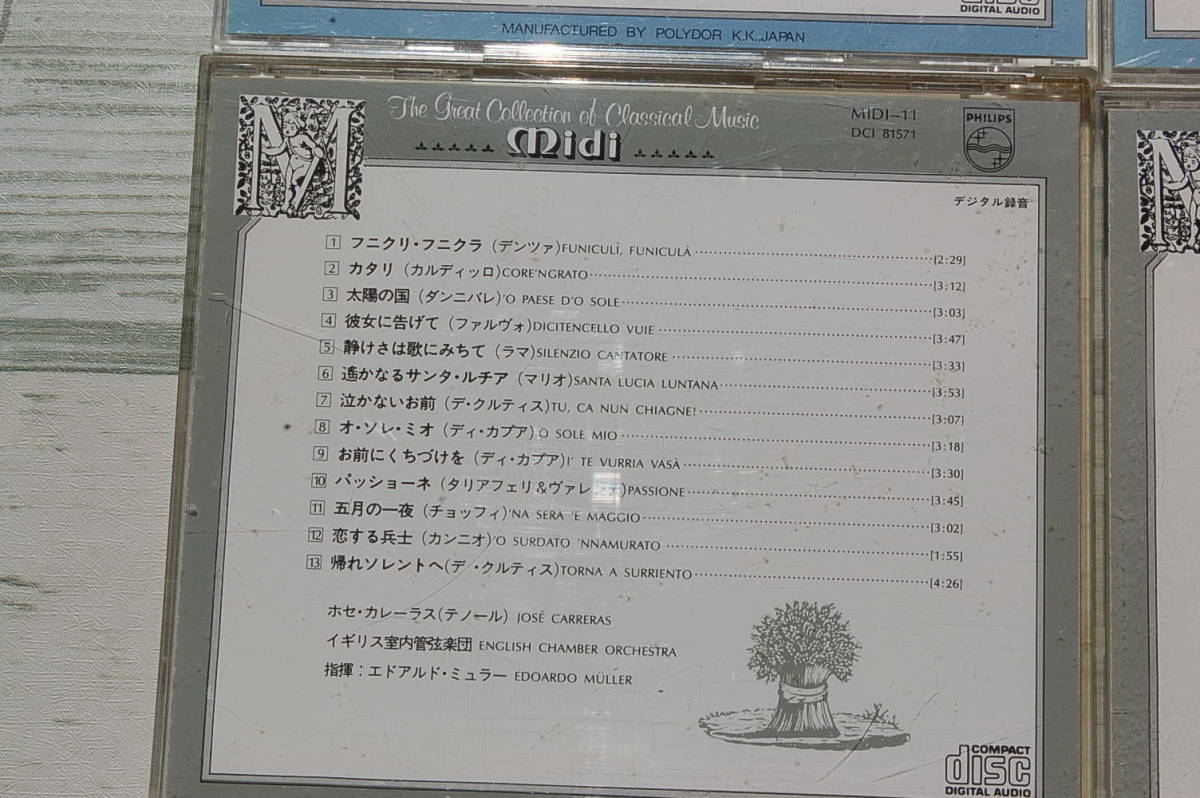 DIGITAL AUDIO
MANUFACTURED BY POLYDOR K.K., JAPAN
M
The Great Collection of Classical Music
Midi
MIDI-11
DCI 81571
PHILIPS
デジタル録音
1 フニクリ・フニクラ (デンツァ) FUNICULÌ, FUNICULÀ [2:29]
2 カタリ (カルディッロ) CORE'NGRATO [3:12]
3 太陽の国 (ダンニバレ) 'O PAESE D'O SOLE [3:03]
4 彼女に告げて (ファルヴォ) DICITENCELLO VUIE [3:47]
5 静けさは歌にみちて (ラマ) SILENZIO CANTATORE [3:33]
6 遙かなるサンタ・ルチア (マリオ) SANTA LUCIA LUNTANA [3:53]
7 泣かないお前 (デ・クルティス) TU, CA NUN CHIAGNE! [3:07]
8 オ・ソレ・ミオ (ディ・カプア) O SOLE MIO [3:18]
9 お前にくちづけを (ディ・カプア) I' TE VURRIA VASÀ [3:30]
10 パッショーネ (タリアフェリ&ヴァレンテ) PASSIONE [3:45]
11 五月の一夜 (チョッフィ) 'NA SERA 'E MAGGIO [3:02]
12 恋する兵士 (カンニオ) 'O SURDATO 'NNAMURATO [1:55]
13 帰れソレントへ (デ・クルティス) TORNA A SURRIENTO [4:26]
ホセ・カレーラス(テノール) JOSÉ CARRERAS
イギリス室内管弦楽団 ENGLISH CHAMBER ORCHESTRA
指揮:エドアルド・ミュラー EDOARDO MÜLLER
COMPACT
disc
DIGITAL AUDIO